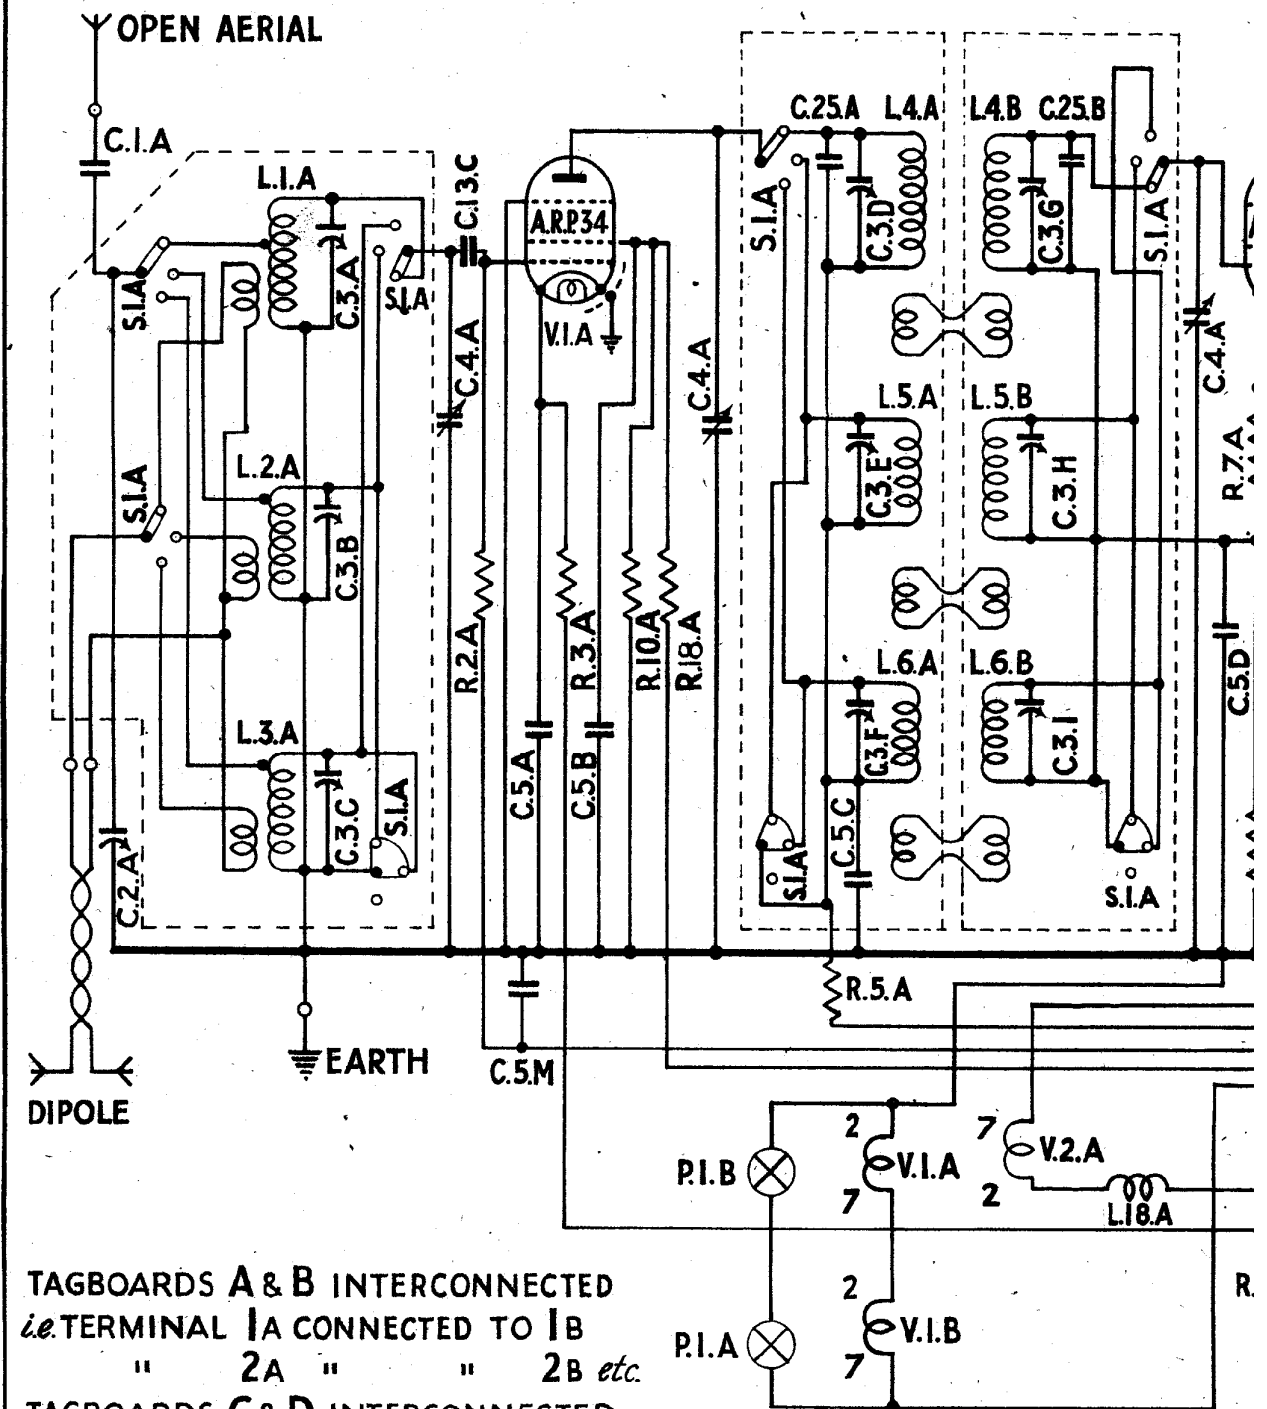 OPEN AERIAL
C.1.A
L.1.A
C.13.C
A.R.P.34
C.25.A
L.4.A
L.4.B
C.25.B
S.1.A
C.3.A
S.1.A
V.1.A
S.1.A
C.3.D
C.3.G
S.1.A
C.4.A
C.4.A
C.4.A
L.2.A
S.1.A
C.3.B
L.5.A
L.5.B
C.3.E
C.3.H
R.7.A
R.2.A
R.3.A
R.10.A
R.18.A
L.6.A
L.6.B
C.5.D
L.3.A
C.3.C
S.1.A
C.5.A
C.5.B
C.3.F
C.3.I
C.2.A
C.5.C
S.1.A
S.1.A
R.5.A
EARTH
C.5.M
DIPOLE
2
7
P.1.B
V.1.A
V.2.A
7
2
L.18.A
TAGBOARDS A & B INTERCONNECTED
i.e. TERMINAL 1A CONNECTED TO 1B
" 2A " " 2B etc.
TAGBOARDS C & D INTERCONNECTED
2
P.1.A
V.1.B
7
R.